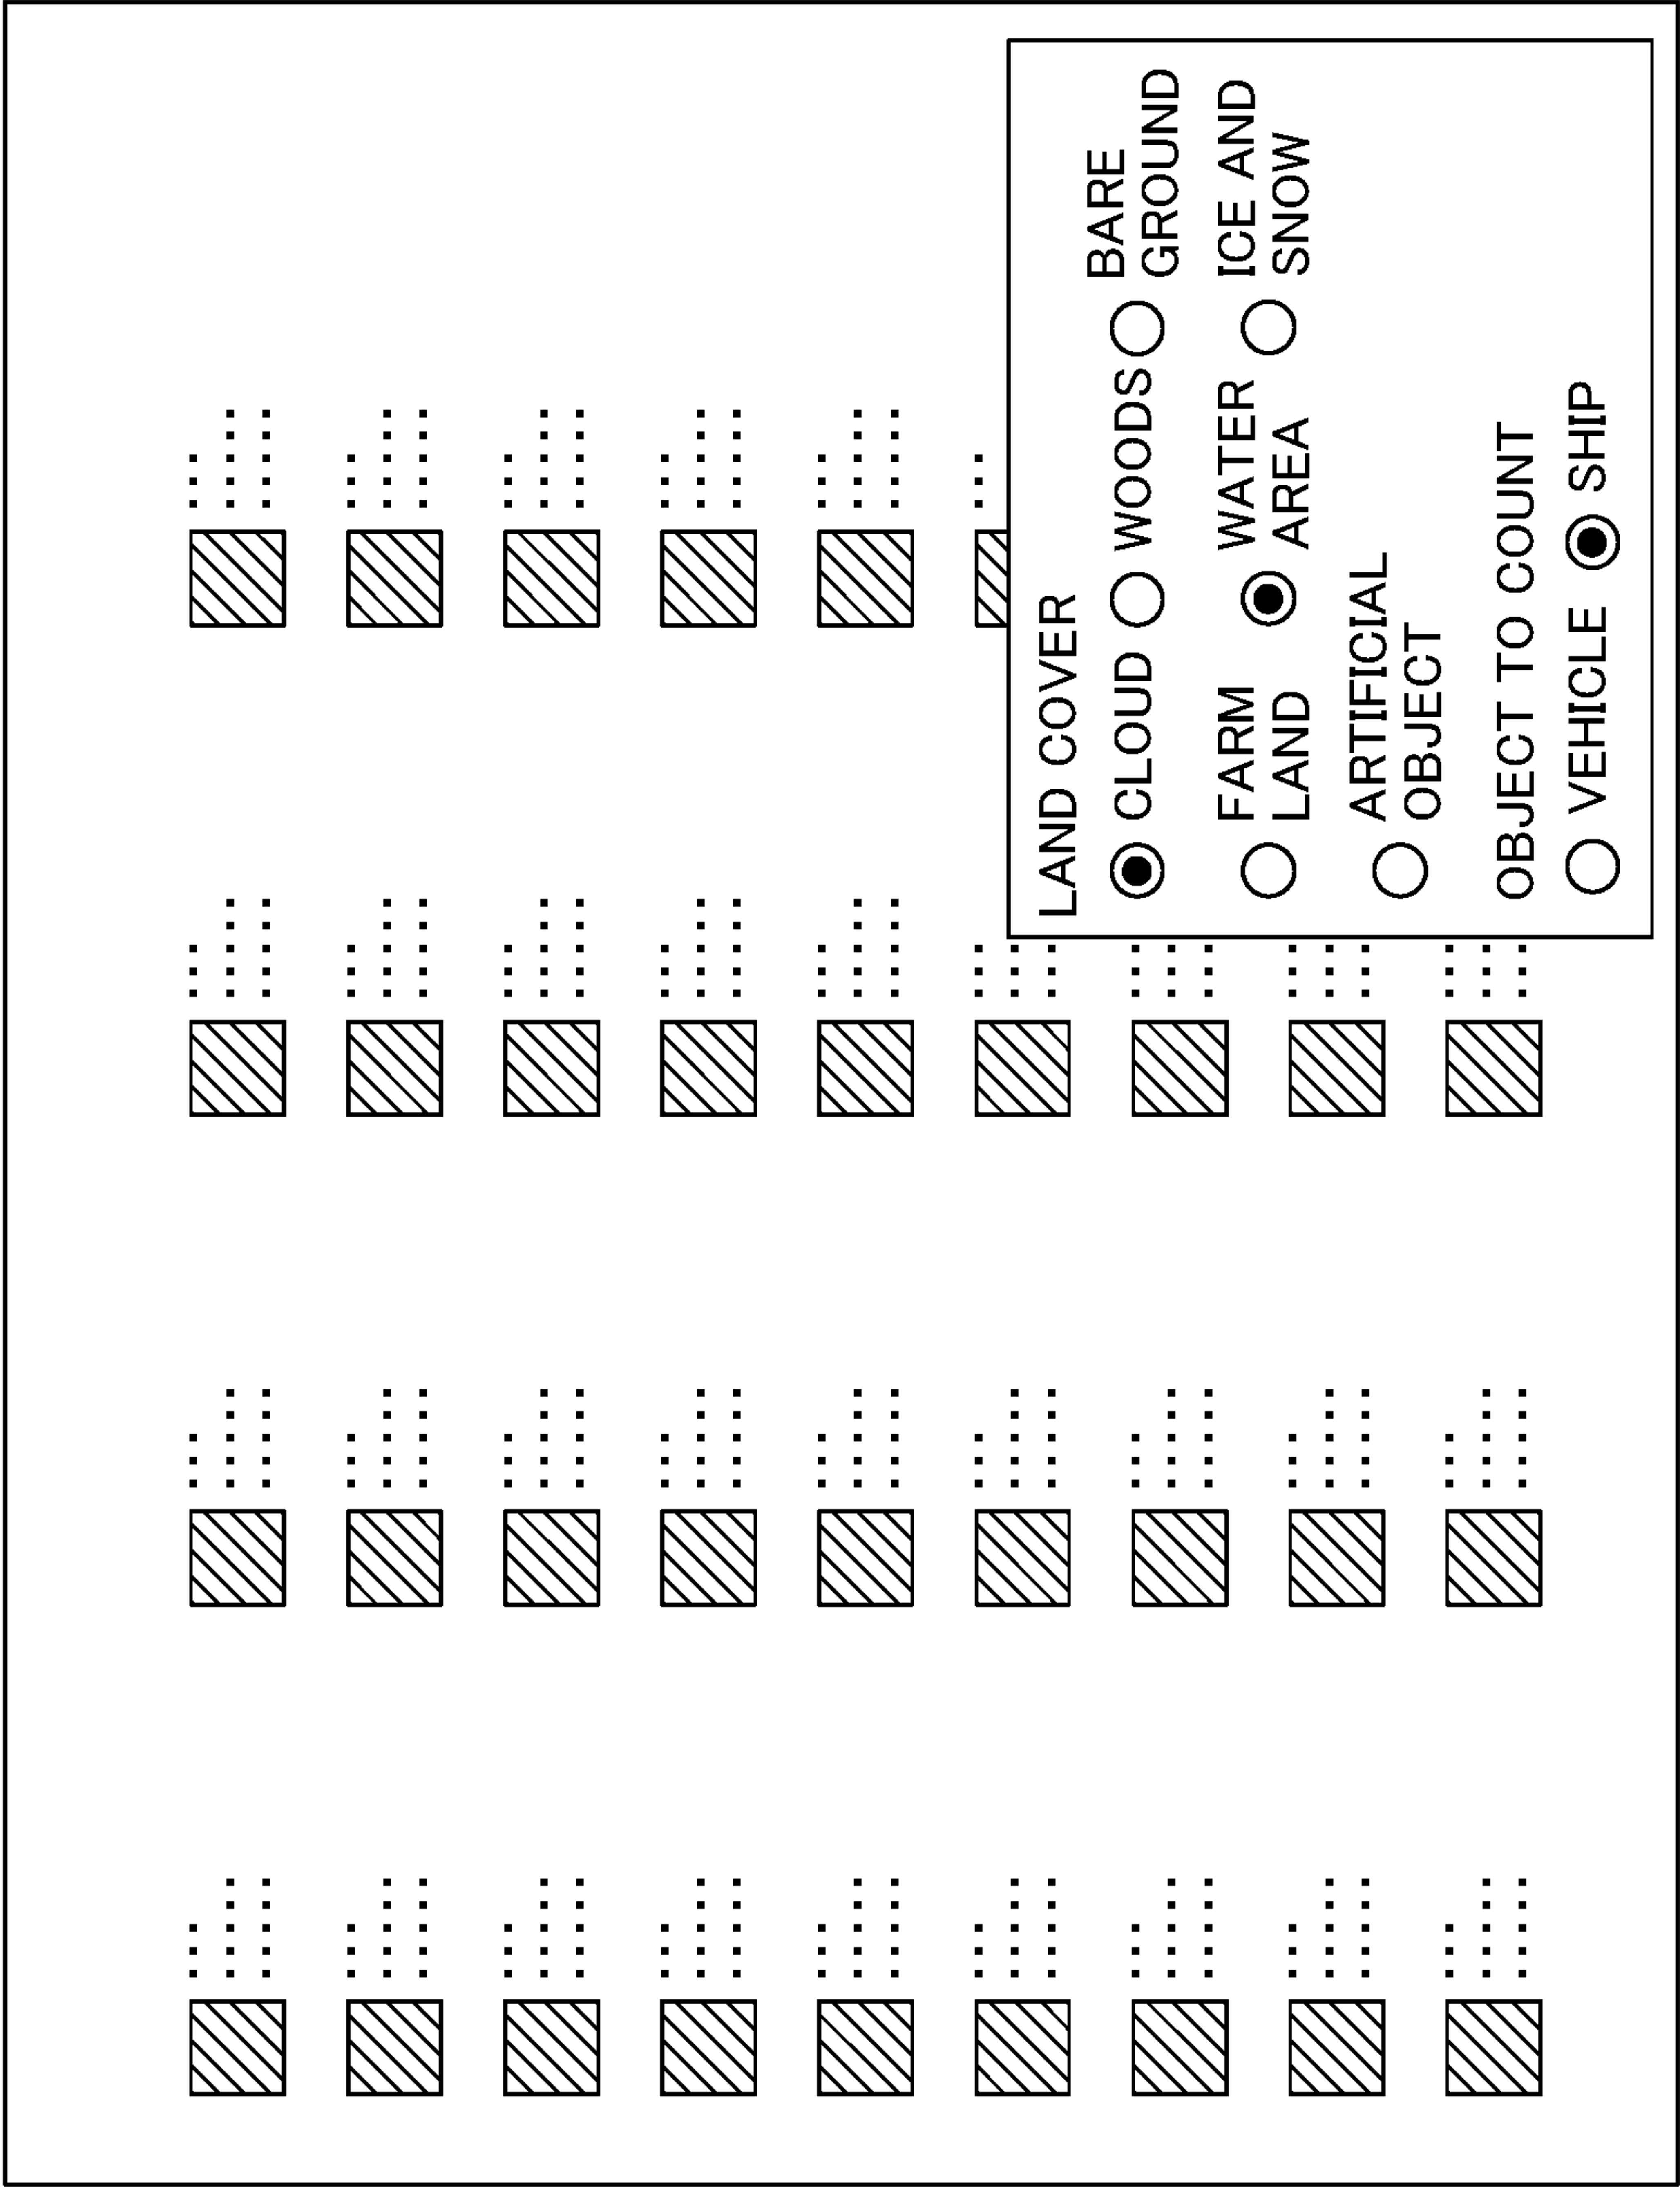 LAND COVER
CLOUD WOODS BARE GROUND
FARM LAND WATER AREA ICE AND SNOW
ARTIFICIAL OBJECT
OBJECT TO COUNT
VEHICLE SHIP